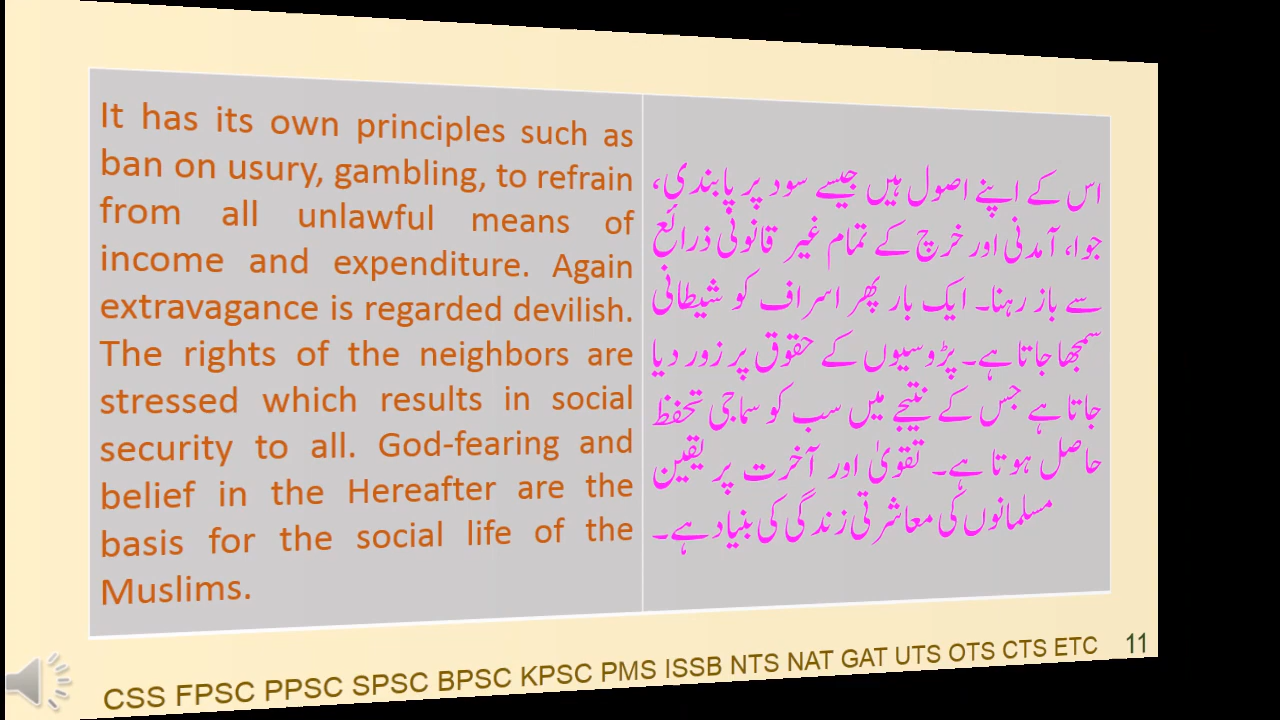 It has its own principles such as
ban on usury, gambling, to refrain
from all unlawful means of
income and expenditure. Again
extravagance is regarded devilish.
The rights of the neighbors are
stressed which results in social
security to all. God-fearing and
belief in the Hereafter are the
basis for the social life of the
Muslims.
اس کے اپنے اصول ہیں جیسے سود پر پابندی،
جوا، آمدنی اور خرچ کے تمام غیر قانونی ذرائع
سے باز رہنا۔ ایک بار پھر اسراف کو شیطانی
سمجھا جاتا ہے۔ پڑوسیوں کے حقوق پر زور دیا
جاتا ہے جس کے نتیجے میں سب کو سماجی تحفظ
حاصل ہوتا ہے۔ تقویٰ اور آخرت پر یقین
مسلمانوں کی معاشرتی زندگی کی بنیاد ہے۔
CSS FPSC PPSC SPSC BPSC KPSC PMS ISSB NTS NAT GAT UTS OTS CTS ETC
11